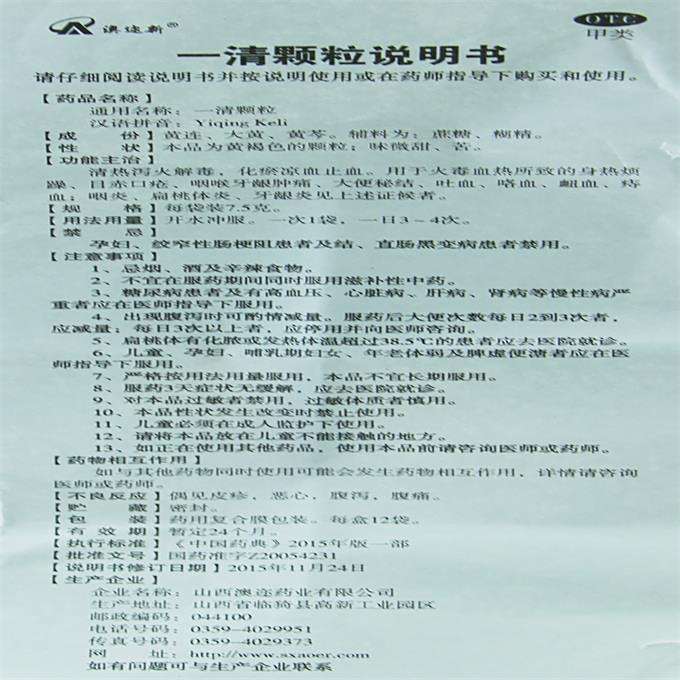 澳迩新®
OTC
甲类
一清颗粒说明书
请仔细阅读说明书并按说明使用或在药师指导下购买和使用。
【药品名称】
通用名称：一清颗粒
汉语拼音：Yiqing Keli
【成　　份】黄连、大黄、黄芩。辅料为：蔗糖、糊精。
【性　　状】本品为黄褐色的颗粒；味微甜、苦。
【功能主治】
清热泻火解毒，化瘀凉血止血。用于火毒血热所致的身热烦
躁、目赤口疮、咽喉牙龈肿痛、大便秘结、吐血、咯血、衄血、痔
血；咽炎、扁桃体炎、牙龈炎见上述证候者。
【规　　格】每袋装7.5克。
【用法用量】开水冲服。一次1袋，一日3~4次。
【禁　　忌】
孕妇、绞窄性肠梗阻患者及结、直肠黑变病患者禁用。
【注意事项】
1、忌烟、酒及辛辣食物。
2、不宜在服药期间同时服用滋补性中药。
3、糖尿病患者及有高血压、心脏病、肝病、肾病等慢性病严
重者应在医师指导下服用。
4、出现腹泻时可酌情减量。服药后大便次数每日2到3次者，
应减量；每日3次以上者，应停用并向医师咨询。
5、扁桃体有化脓或发热体温超过38.5℃的患者应去医院就诊。
6、儿童、孕妇、哺乳期妇女、年老体弱及脾虚便溏者应在医
师指导下服用。
7、严格按用法用量服用，本品不宜长期服用。
8、服药3天症状无缓解，应去医院就诊。
9、对本品过敏者禁用，过敏体质者慎用。
10、本品性状发生改变时禁止使用。
11、儿童必须在成人监护下使用。
12、请将本品放在儿童不能接触的地方。
13、如正在使用其他药品，使用本品前请咨询医师或药师。
【药物相互作用】
如与其他药物同时使用可能会发生药物相互作用，详情请咨询
医师或药师。
【不良反应】偶见皮疹，恶心，腹泻，腹痛。
【贮　　藏】密封。
【包　　装】药用复合膜包装。每盒12袋。
【有 效 期】暂定24个月。
【执行标准】《中国药典》2015年版一部
【批准文号】国药准字Z20054231
【说明书修订日期】2015年11月24日
【生产企业】
企业名称：山西澳迩药业有限公司
生产地址：山西省临猗县高新工业园区
邮政编码：044100
电话号码：0359-4029951
传真号码：0359-4029373
网　　址：http://www.sxaoer.com
如有问题可与生产企业联系